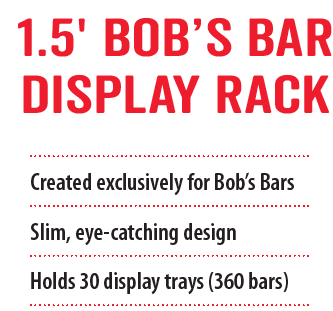 1.5' BOB’S BAR
DISPLAY RACK
Created exclusively for Bob’s Bars
Slim, eye-catching design
Holds 30 display trays (360 bars)